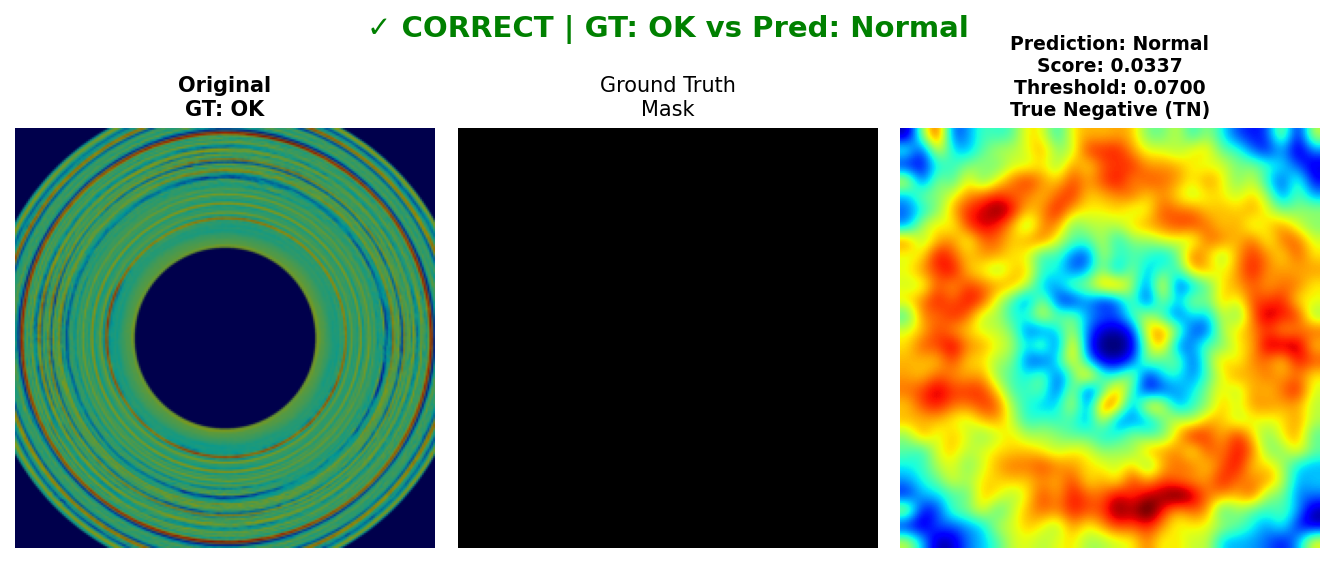 ✓ CORRECT | GT: OK vs Pred: Normal
Original
GT: OK
Ground Truth
Mask
Prediction: Normal
Score: 0.0337
Threshold: 0.0700
True Negative (TN)